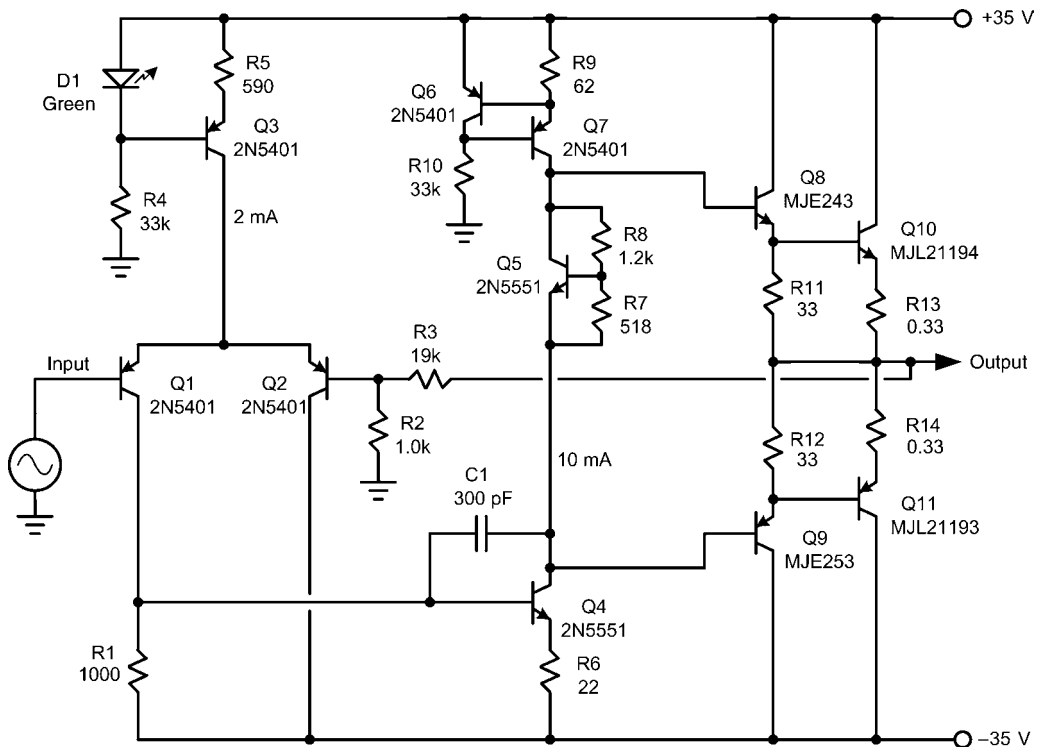 +35 V
D1
Green
R5
590
Q3
2N5401
R4
33k
2 mA
Q6
2N5401
R9
62
Q7
2N5401
R10
33k
Q8
MJE243
Q5
2N5551
R8
1.2k
R7
518
R11
33
Q10
MJL21194
R13
0.33
Input
Q1
2N5401
Q2
2N5401
R3
19k
R2
1.0k
Output
R12
33
R14
0.33
C1
300 pF
10 mA
Q9
MJE253
Q11
MJL21193
Q4
2N5551
R1
1000
R6
22
–35 V